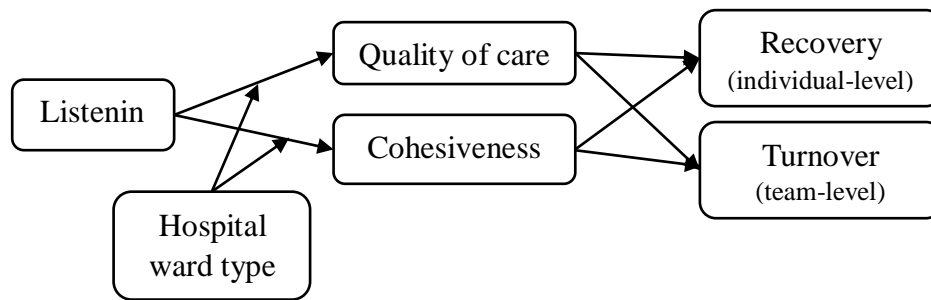 Quality of care
Recovery
(individual-level)
Listenin
Cohesiveness
Turnover
(team-level)
Hospital
ward type